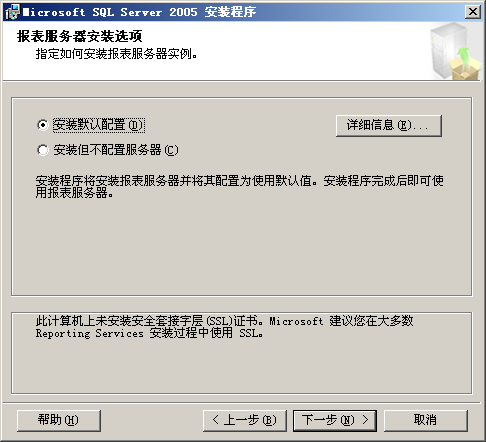 Microsoft SQL Server 2005 安装程序
报表服务器安装选项
指定如何安装报表服务器实例。
安装默认配置(D)
详细信息(E)...
安装但不配置服务器(C)
安装程序将安装报表服务器并将其配置为使用默认值。安装程序完成后即可使
用报表服务器。
此计算机上未安装安全套接字层(SSL)证书。Microsoft 建议您在大多数
Reporting Services 安装过程中使用 SSL。
帮助(H)
< 上一步(B)
下一步(N) >
取消